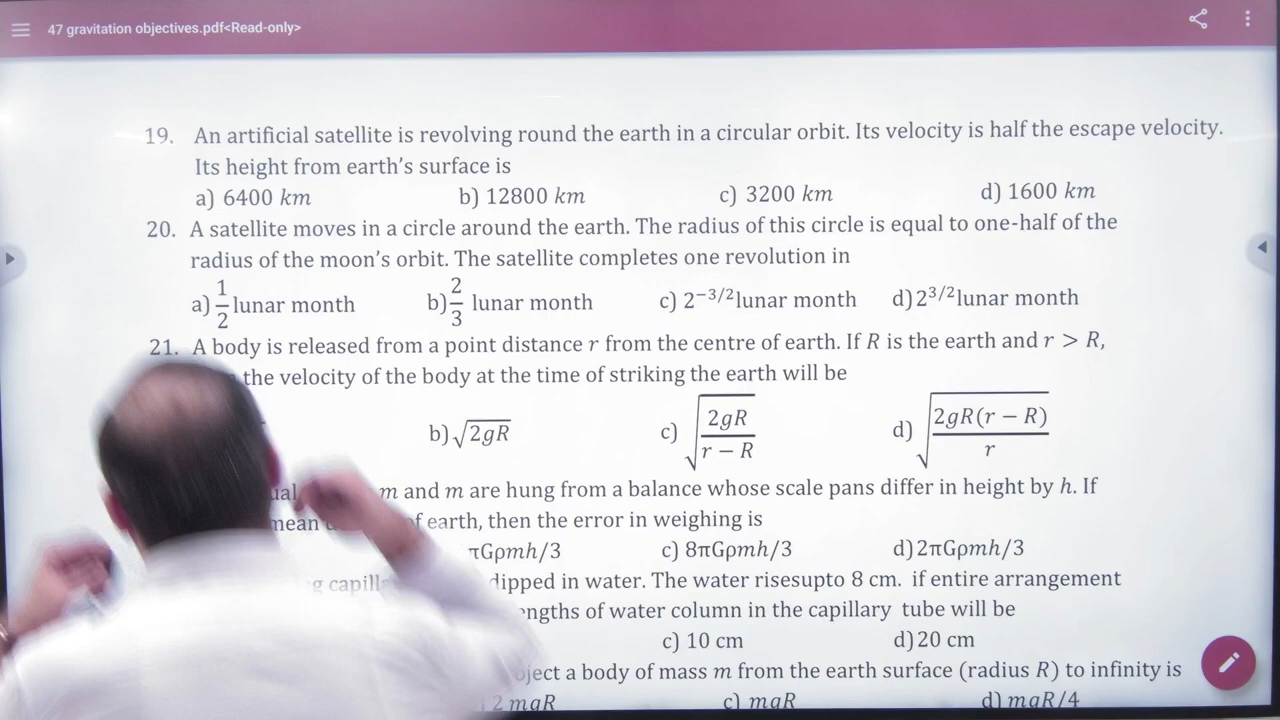 47 gravitation objectives.pdf<Read-only>
19. An artificial satellite is revolving round the earth in a circular orbit. Its velocity is half the escape velocity.
Its height from earth's surface is
a) 6400 km b) 12800 km c) 3200 km d) 1600 km
20. A satellite moves in a circle around the earth. The radius of this circle is equal to one-half of the
radius of the moon's orbit. The satellite completes one revolution in
a) 1/2 lunar month b) 2/3 lunar month c) 2^{-3/2}lunar month d) 2^{3/2}lunar month
21. A body is released from a point distance r from the centre of earth. If R is the earth and r > R,
the velocity of the body at the time of striking the earth will be
b) √(2gR) c) √(2gR/(r − R)) d) √(2gR(r − R)/r)
m and m are hung from a balance whose scale pans differ in height by h. If
mean of earth, then the error in weighing is
πGρmh/3 c) 8πGρmh/3 d) 2πGρmh/3
dipped in water. The water risesupto 8 cm. if entire arrangement
of water column in the capillary tube will be
c) 10 cm d) 20 cm
a body of mass m from the earth surface (radius R) to infinity is
2 mgR c) mgR d) mgR/4